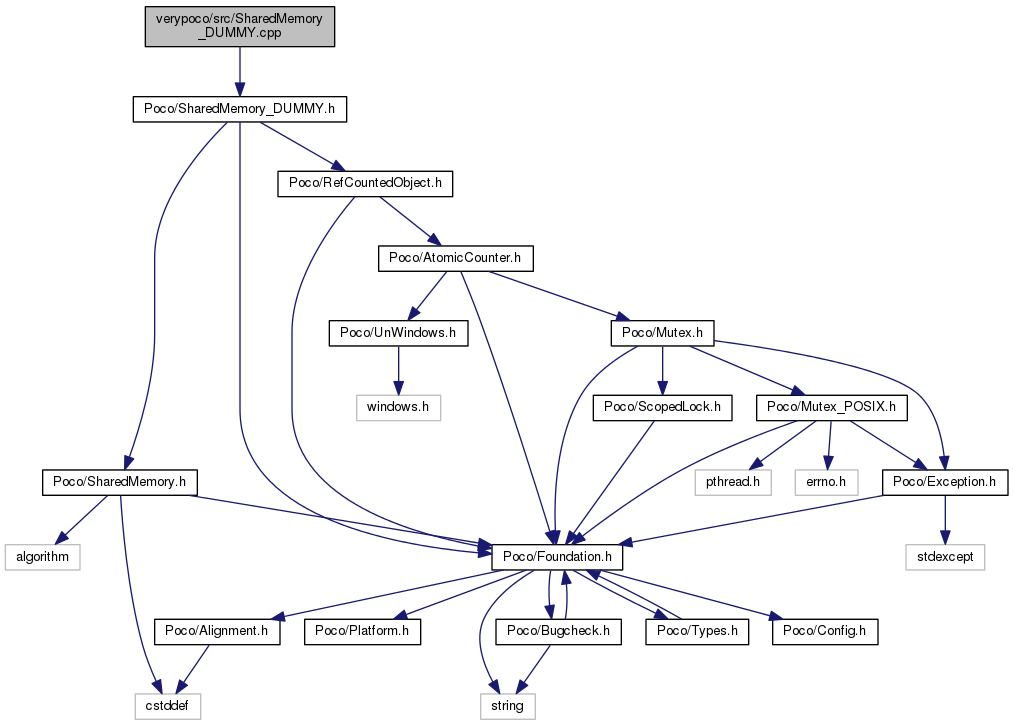 verypoco/src/SharedMemory
_DUMMY.cpp
Poco/SharedMemory_DUMMY.h
Poco/RefCountedObject.h
Poco/AtomicCounter.h
Poco/UnWindows.h
Poco/Mutex.h
windows.h
Poco/ScopedLock.h
Poco/Mutex_POSIX.h
Poco/SharedMemory.h
pthread.h
errno.h
Poco/Exception.h
algorithm
Poco/Foundation.h
stdexcept
Poco/Alignment.h
Poco/Platform.h
Poco/Bugcheck.h
Poco/Types.h
Poco/Config.h
cstddef
string